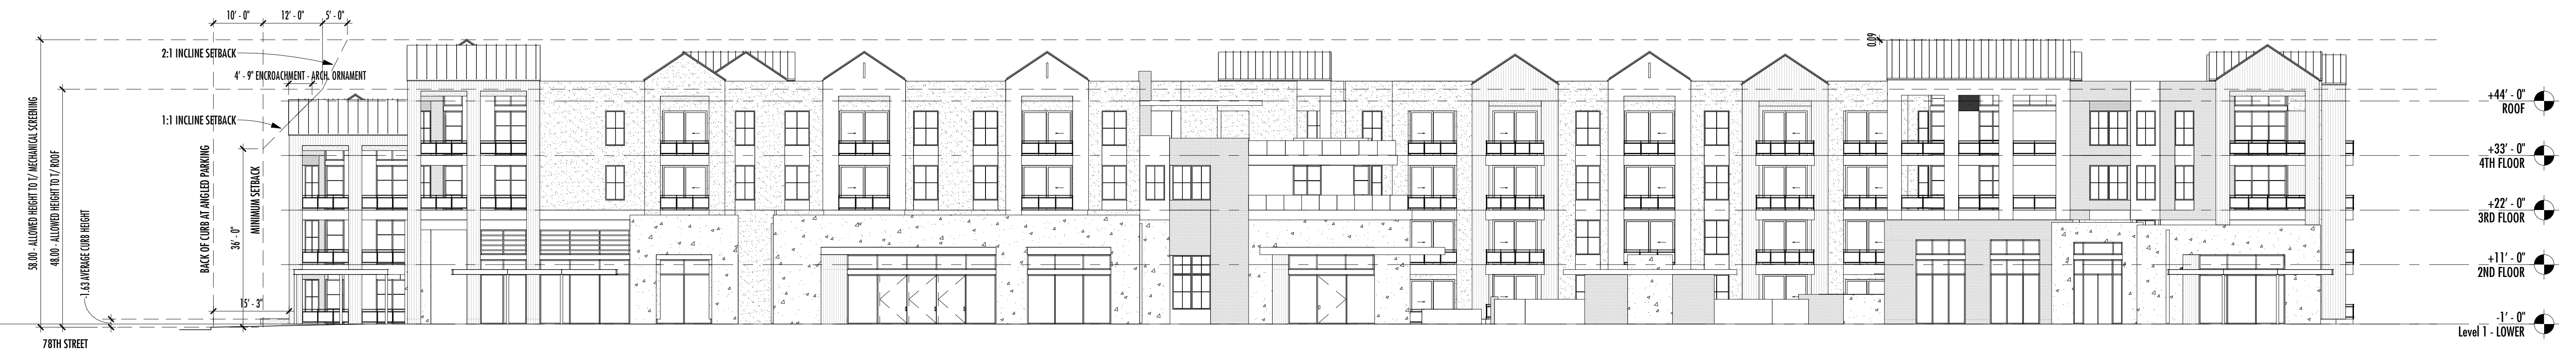 10' - 0"
12' - 0"
5' - 0"
2:1 INCLINE SETBACK
4' - 9" ENCROACHMENT - ARCH. ORNAMENT
1:1 INCLINE SETBACK
58.00 - ALLOWED HEIGHT TO T/ MECHANICAL SCREENING
48.00 - ALLOWED HEIGHT TO T/ ROOF
-1.63 AVERAGE CURB HEIGHT
BACK OF CURB AT ANGLED PARKING
36' - 0"
MINIMUM SETBACK
15' - 3"
78TH STREET
0.09
+44' - 0"
ROOF
+33' - 0"
4TH FLOOR
+22' - 0"
3RD FLOOR
+11' - 0"
2ND FLOOR
-1' - 0"
Level 1 - LOWER